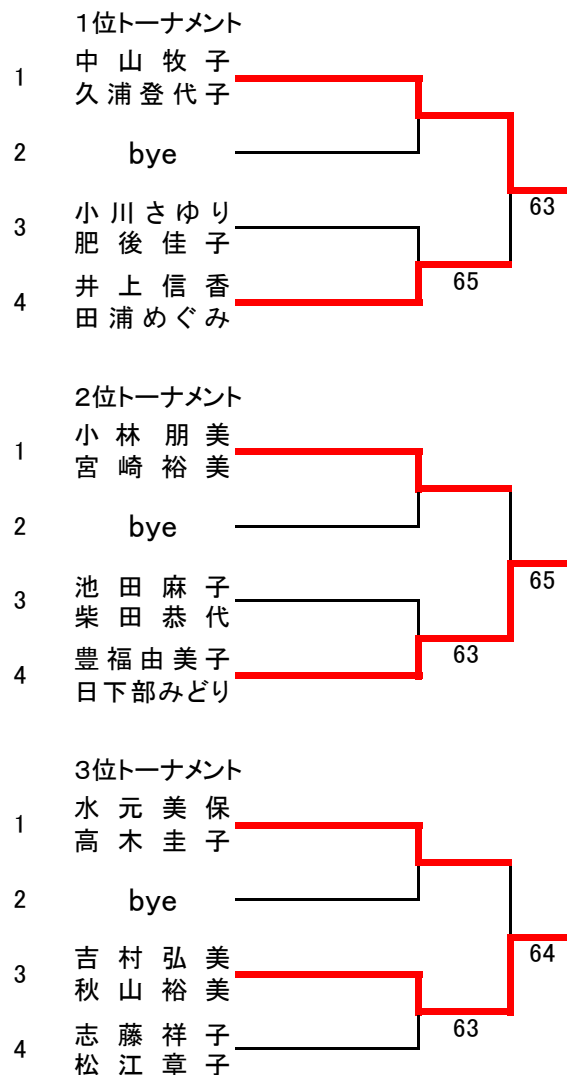 1位トーナメント
1 中山牧子
久浦登代子
2 bye
63
3 小川さゆり
肥後佳子
65
4 井上信香
田浦めぐみ
2位トーナメント
1 小林朋美
宮崎裕美
2 bye
65
3 池田麻子
柴田恭代
63
4 豊福由美子
日下部みどり
3位トーナメント
1 水元美保
高木圭子
2 bye
64
3 吉村弘美
秋山裕美
63
4 志藤祥子
松江章子